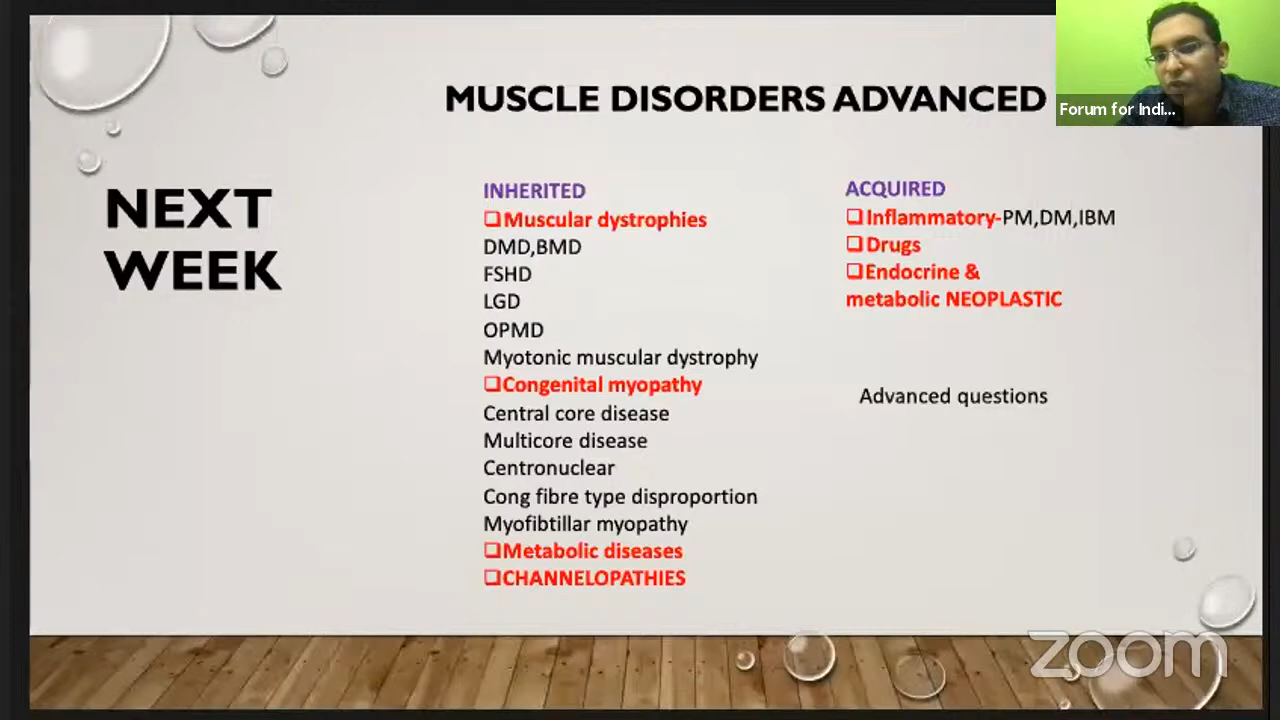 MUSCLE DISORDERS ADVANCED
Forum for Indi...
NEXT
WEEK
INHERITED
❑Muscular dystrophies
DMD,BMD
FSHD
LGD
OPMD
Myotonic muscular dystrophy
❑Congenital myopathy
Central core disease
Multicore disease
Centronuclear
Cong fibre type disproportion
Myofibtillar myopathy
❑Metabolic diseases
❑CHANNELOPATHIES
ACQUIRED
❑Inflammatory-PM,DM,IBM
❑Drugs
❑Endocrine &
metabolic NEOPLASTIC
Advanced questions
zoom